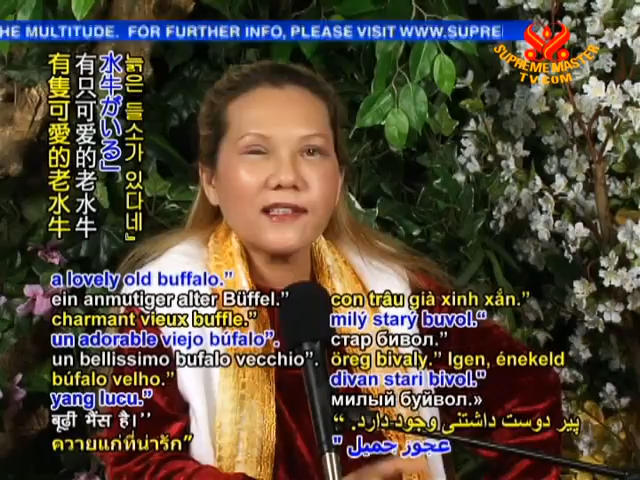 HE MULTITUDE. FOR FURTHER INFO, PLEASE VISIT WWW.SUPRE
SUPREME MASTER
TV.COM
늙은 들소가 있다네』
水牛がいる」
有只可爱的老水牛
有隻可愛的老水牛
a lovely old buffalo.”
ein anmutiger alter Büffel.”
charmant vieux buffle.”
un adorable viejo búfalo”.
un bellissimo bufalo vecchio”.
búfalo velho.”
yang lucu.”
बूढ़ी भैंस है।''
ควายแก่ที่น่ารัก”
con trâu già xinh xắn.”
milý starý buvol.“
стар бивол.”
öreg bivaly.” Igen, énekeld
divan stari bivol."
милый буйвол.»
پیر دوست داشتنی وجود دارد. “
عجوز جميل "